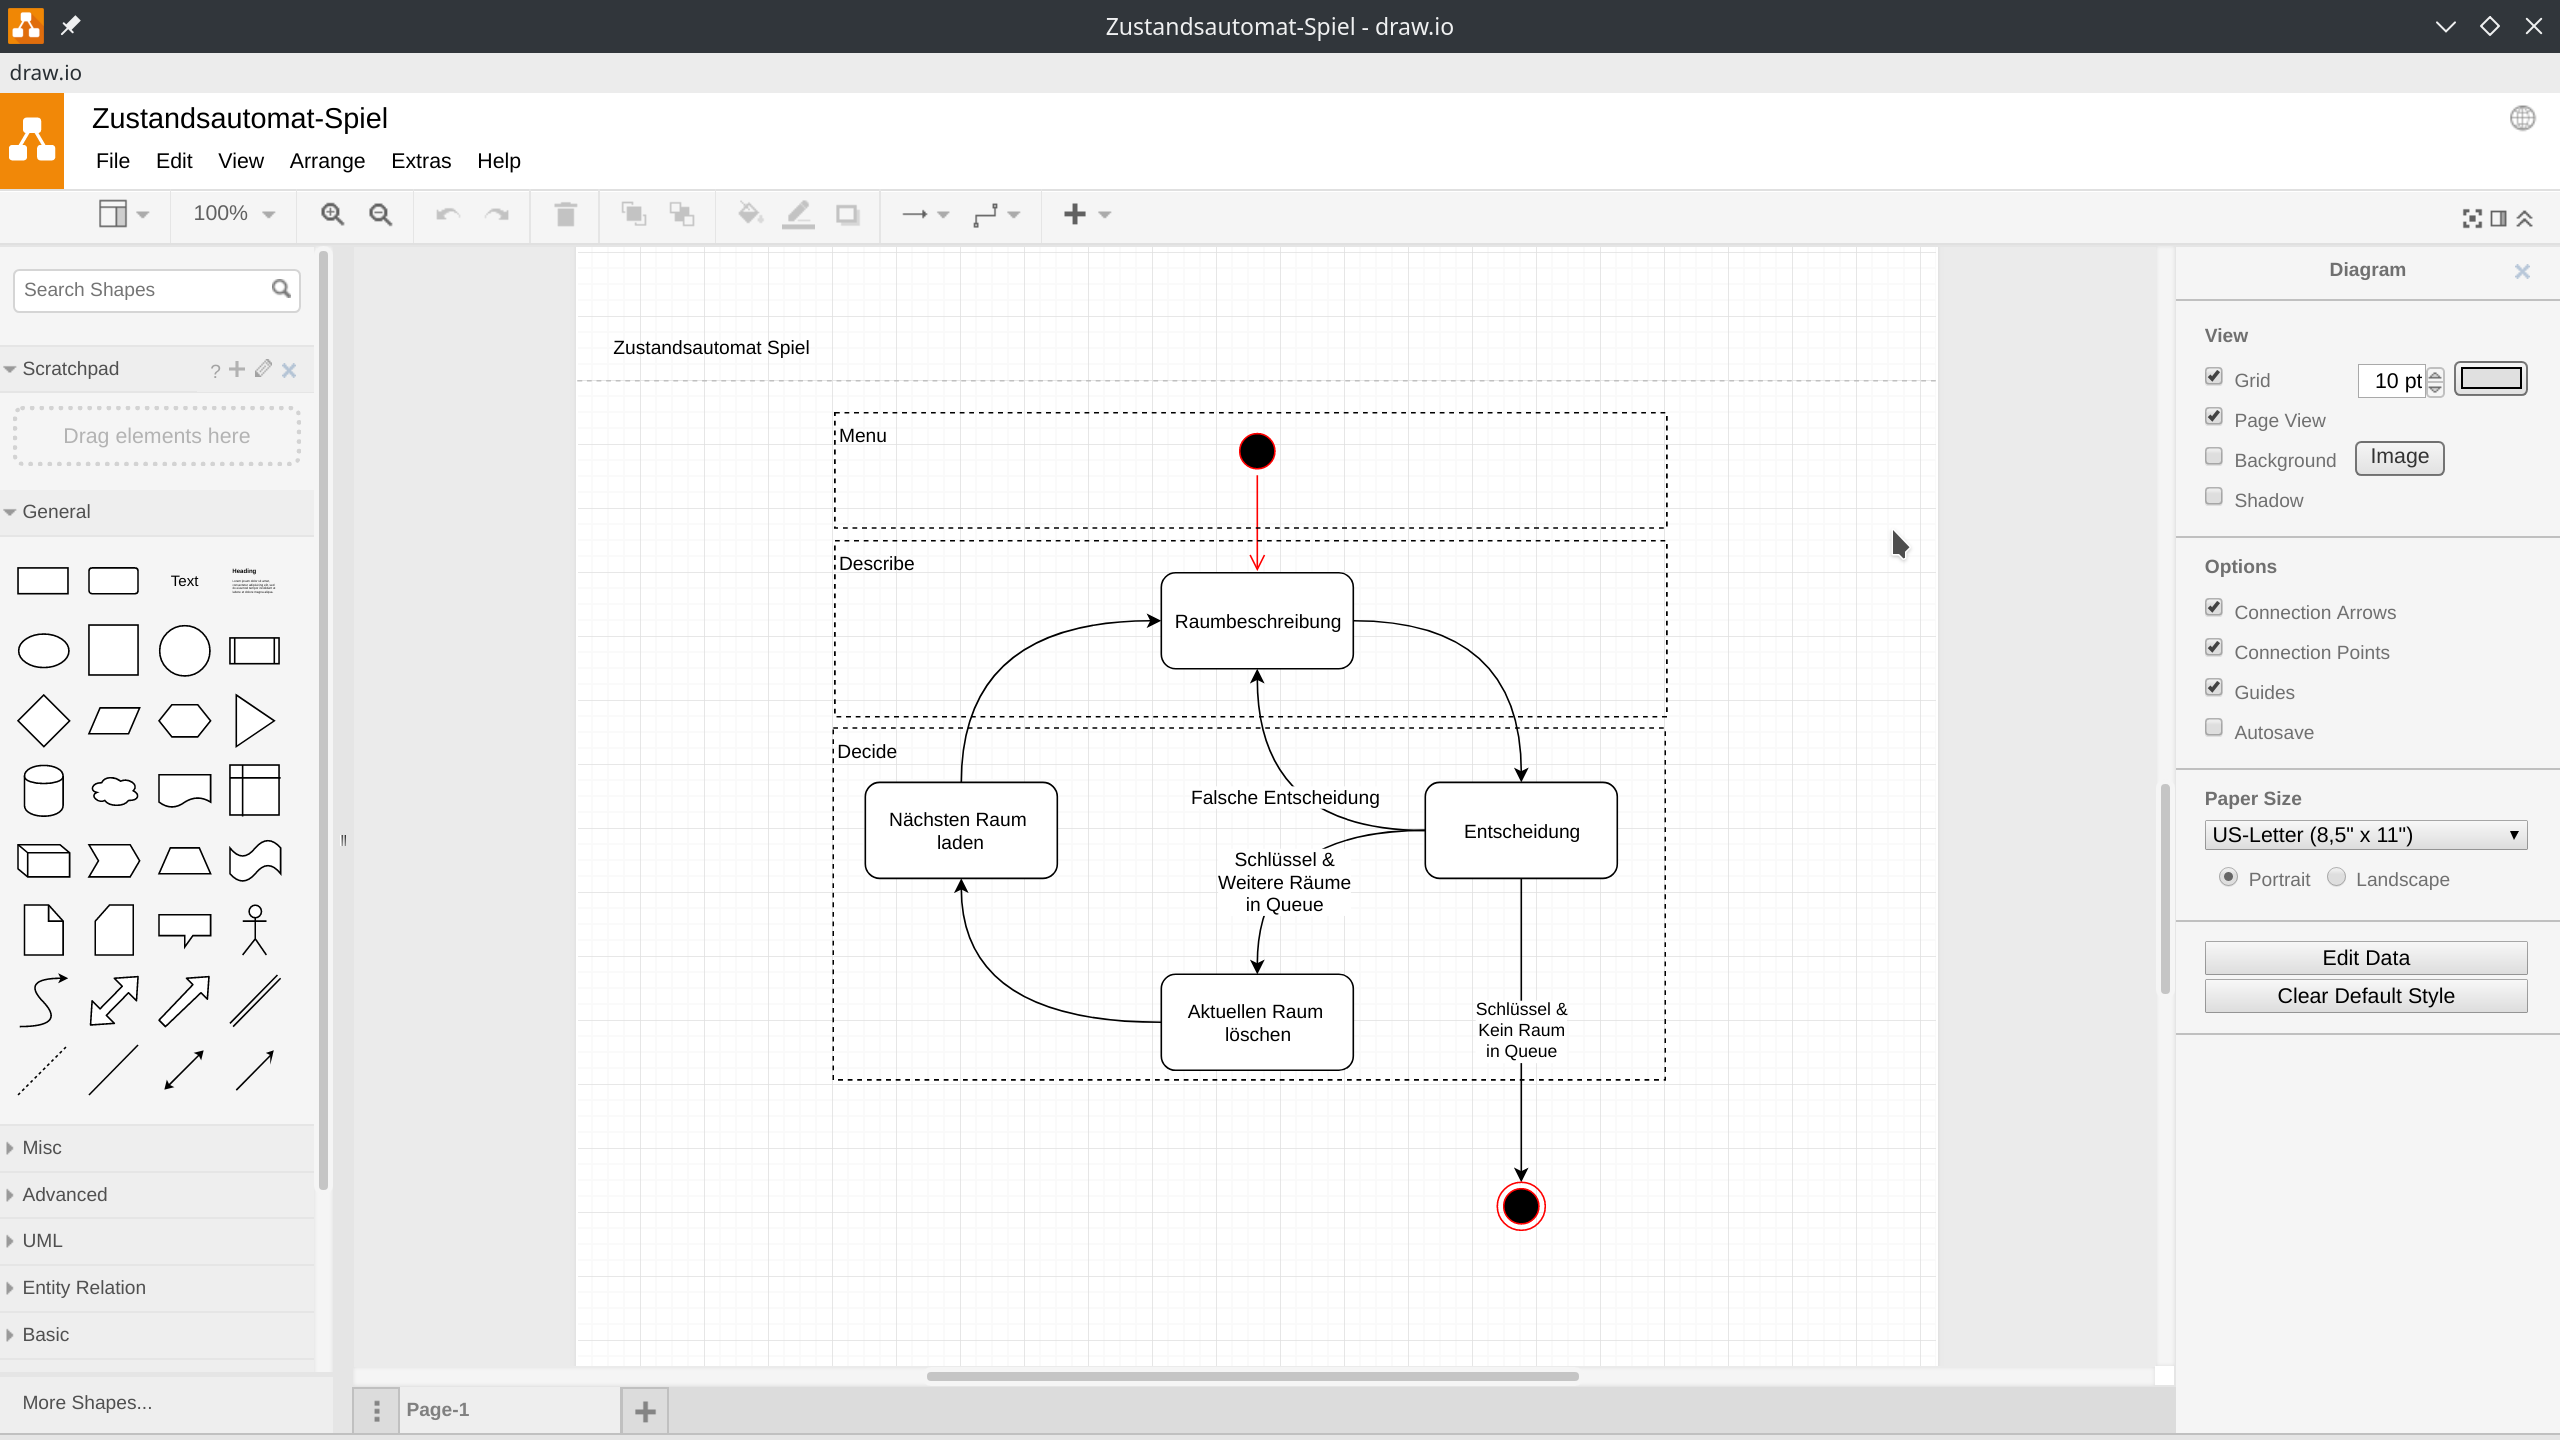 Zustandsautomat-Spiel - draw.io
draw.io
Zustandsautomat-Spiel
File Edit View Arrange Extras Help
100%
Search Shapes
Scratchpad
?
Drag elements here
General
Text
Heading
Misc
Advanced
UML
Entity Relation
Basic
More Shapes...
Zustandsautomat Spiel
Menu
Describe
Raumbeschreibung
Decide
Falsche Entscheidung
Nächsten Raum
laden
Entscheidung
Schlüssel &
Weitere Räume
in Queue
Aktuellen Raum
löschen
Schlüssel &
Kein Raum
in Queue
Page-1
Diagram
View
Grid 10 pt
Page View
Background Image
Shadow
Options
Connection Arrows
Connection Points
Guides
Autosave
Paper Size
US-Letter (8,5" x 11")
Portrait Landscape
Edit Data
Clear Default Style